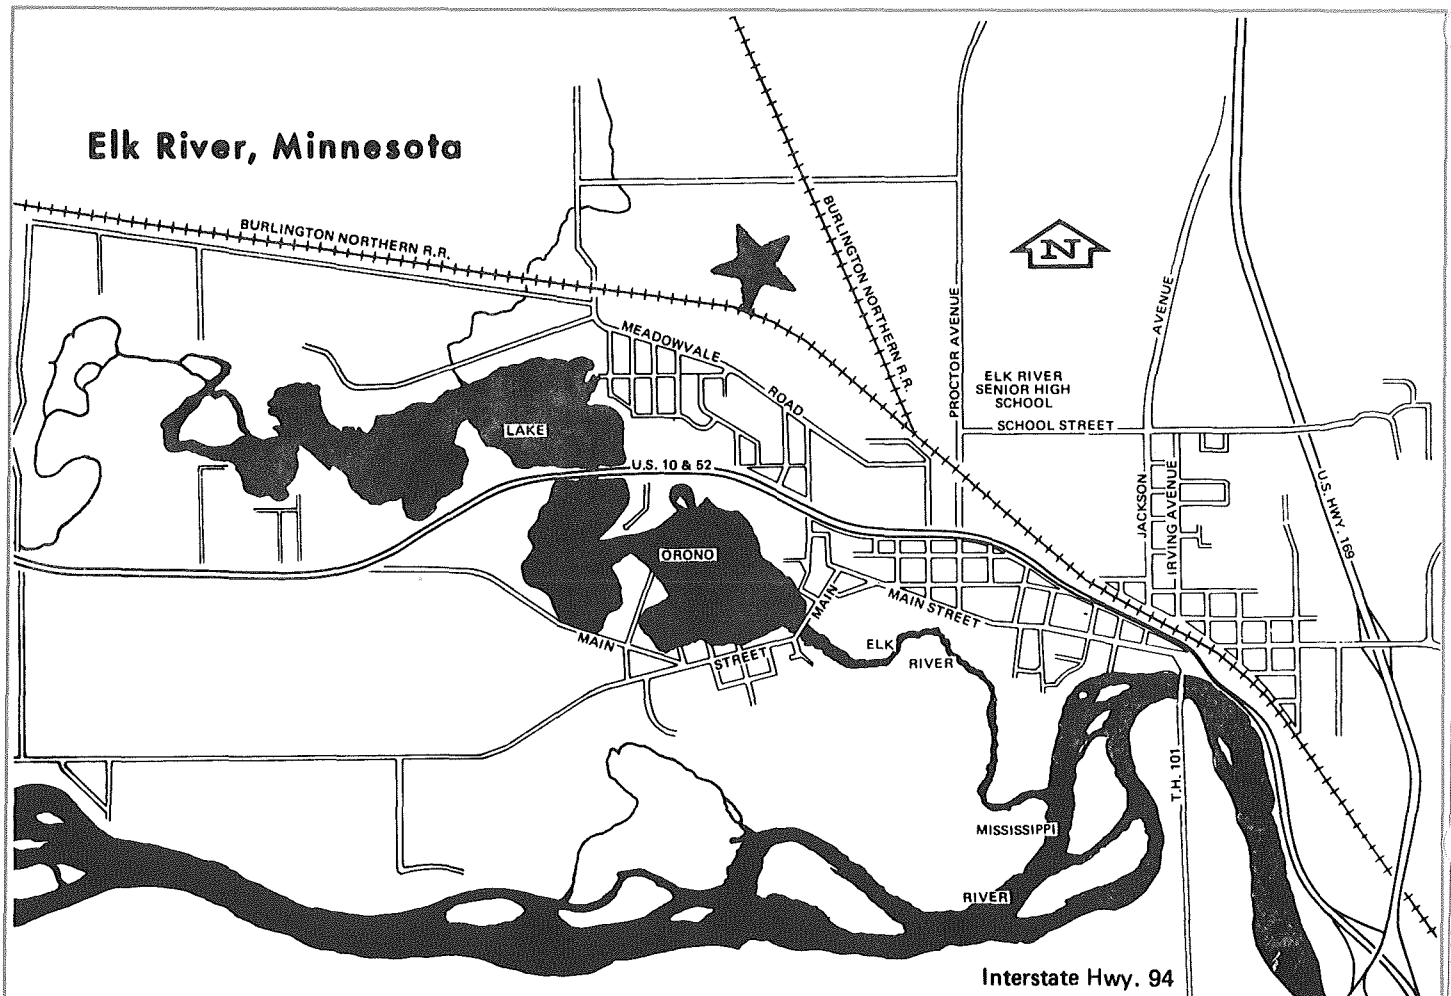 Elk River, Minnesota
BURLINGTON NORTHERN R.R.
BURLINGTON NORTHERN R.R.
N
MEADOWVALE
ROAD
PROCTOR AVENUE
AVENUE
ELK RIVER
SENIOR HIGH
SCHOOL
SCHOOL STREET
LAKE
U.S. 10 & 52
JACKSON
IRVING AVENUE
U.S. HWY. 169
ORONO
MAIN
MAIN STREET
MAIN
STREET
ELK
RIVER
T.H. 101
MISSISSIPPI
RIVER
Interstate Hwy. 94